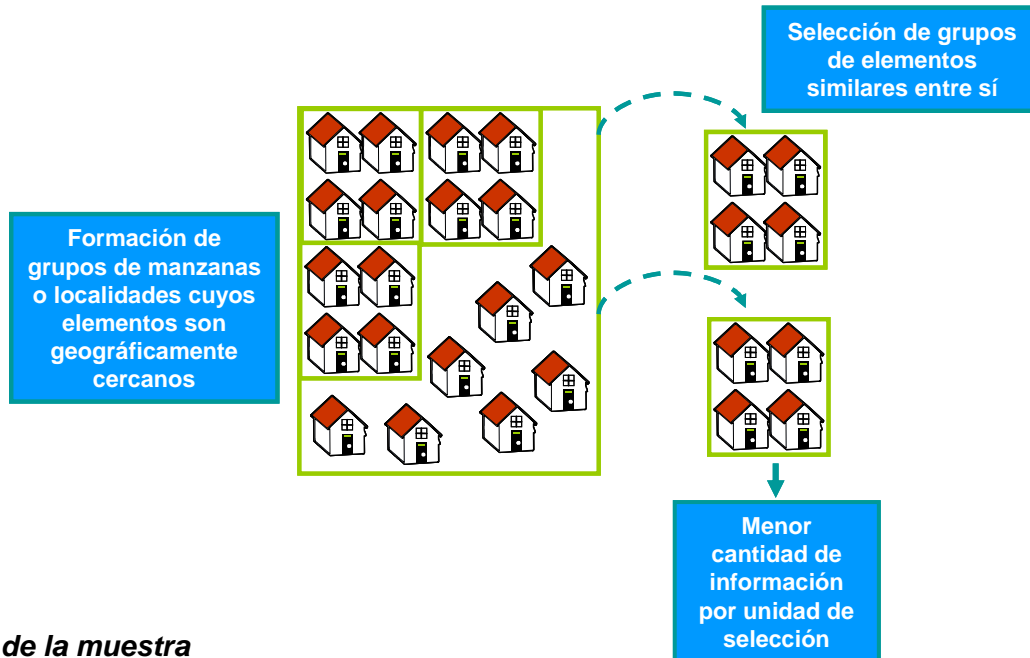 Selección de grupos
de elementos
similares entre sí
Formación de
grupos de manzanas
o localidades cuyos
elementos son
geográficamente
cercanos
Menor
cantidad de
información
por unidad de
selección
de la muestra